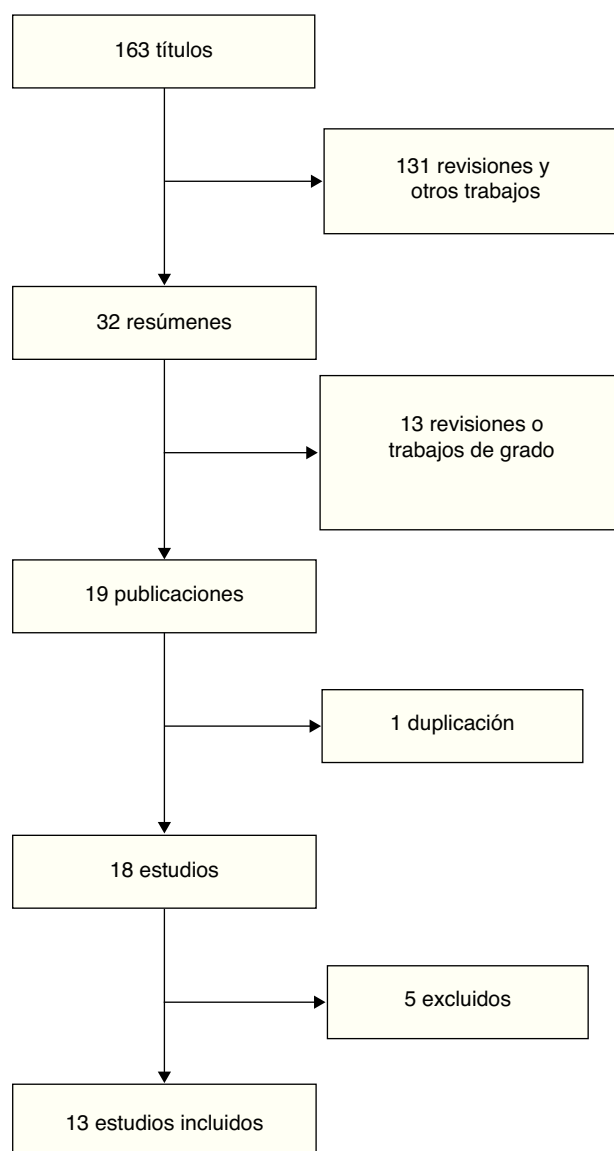 163 títulos
131 revisiones y
otros trabajos
32 resúmenes
13 revisiones o
trabajos de grado
19 publicaciones
1 duplicación
18 estudios
5 excluidos
13 estudios incluidos